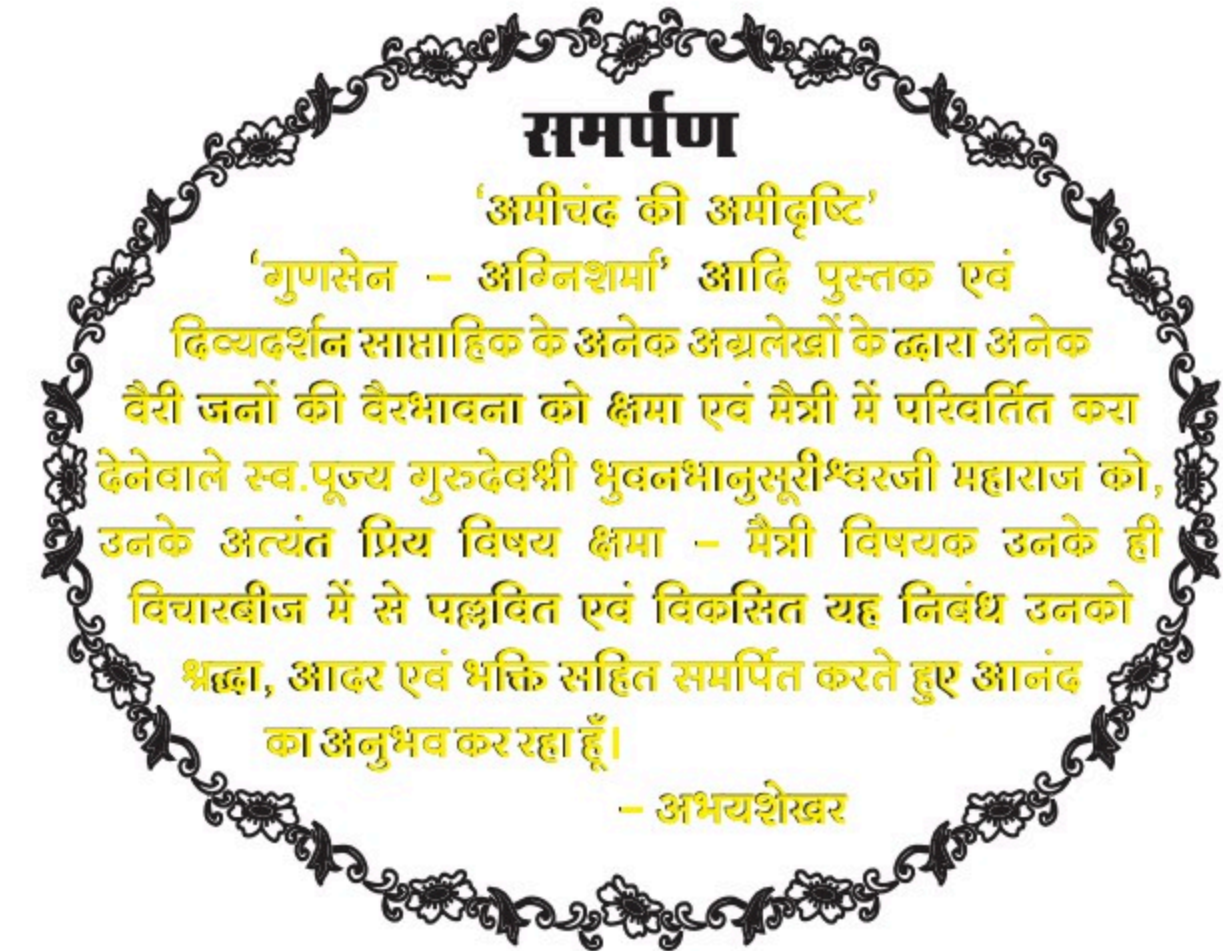 समर्पण
‘अमीचंद की अमीदृष्टि’
‘गुणसेन – अग्निशर्मा’ आदि पुस्तक एवं
दिव्यदर्शन साप्ताहिक के अनेक अग्रलेखों के द्वारा अनेक
वैरी जनों की वैरभावना को क्षमा एवं मैत्री में परिवर्तित करा
देनेवाले स्व.पूज्य गुरुदेवश्री भुवनभानुसूरीश्वरजी महाराज को,
उनके अत्यंत प्रिय विषय क्षमा – मैत्री विषयक उनके ही
विचारबीज में से पल्लवित एवं विकसित यह निबंध उनको
श्रद्धा, आदर एवं भक्ति सहित समर्पित करते हुए आनंद
का अनुभव कर रहा हूँ।
– अभयशेखर